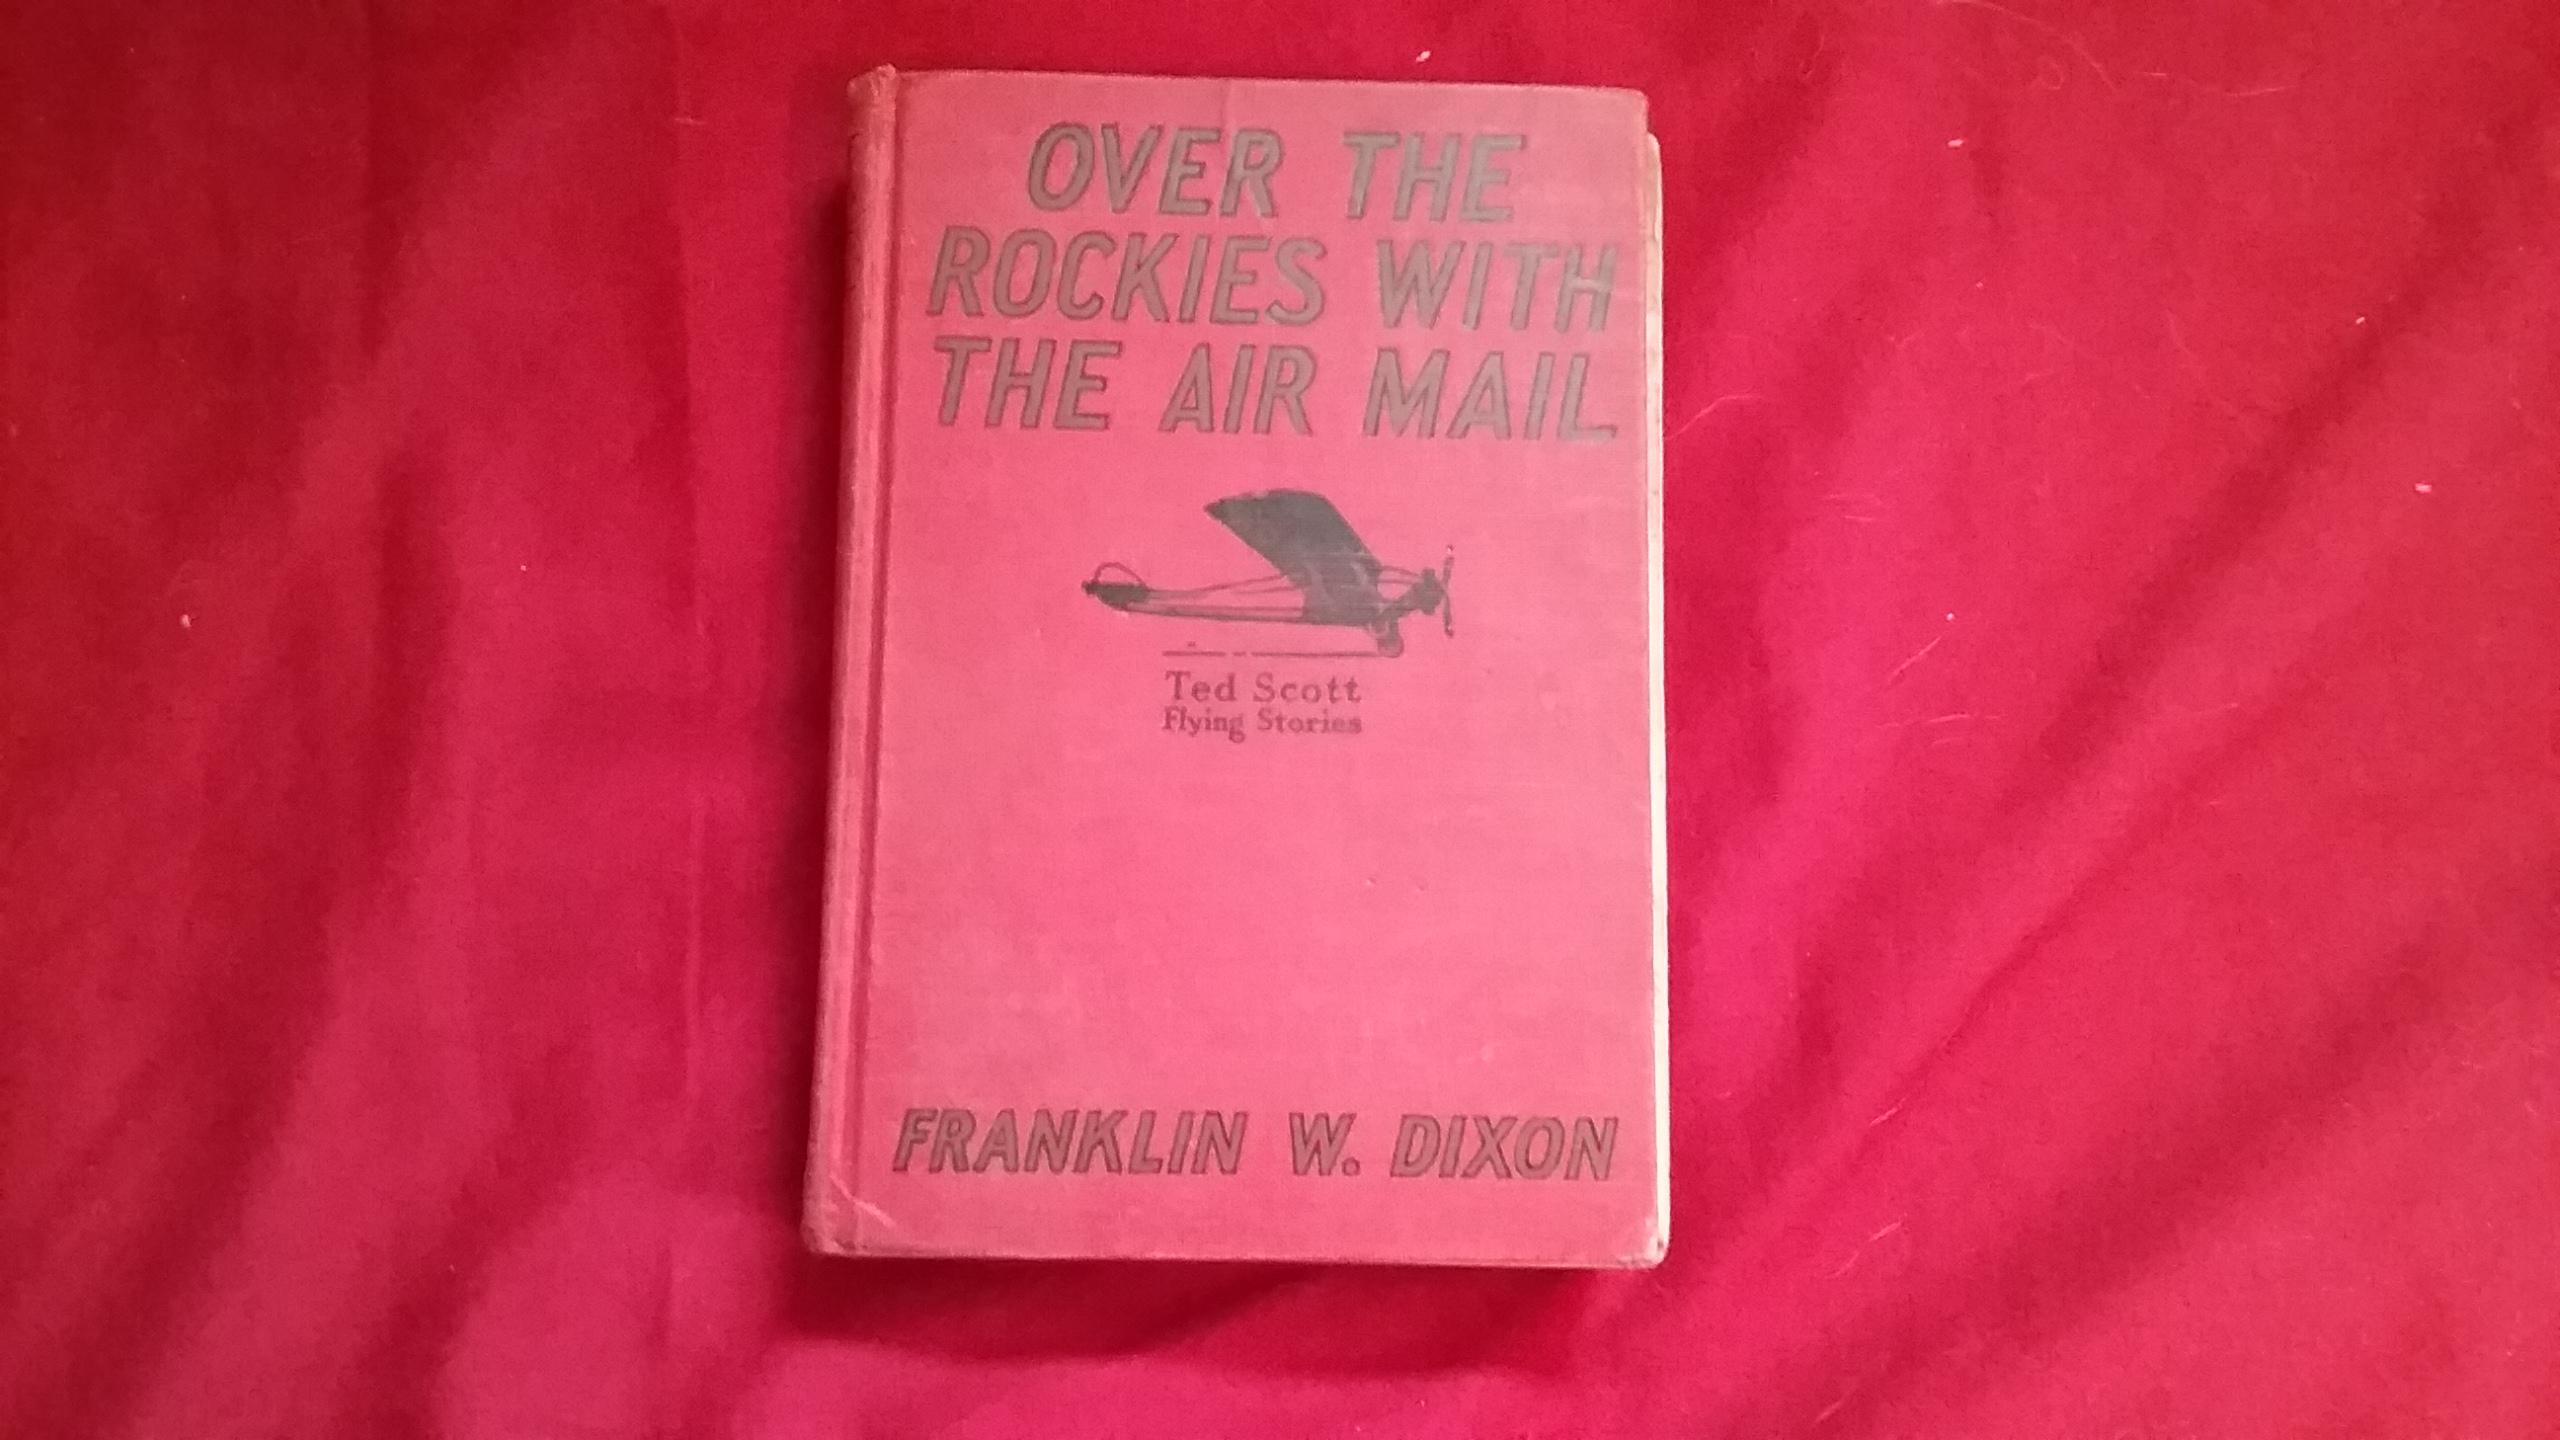 OVER THE
ROCKIES WITH
THE AIR MAIL
Ted Scott
Flying Stories
FRANKLIN W. DIXON